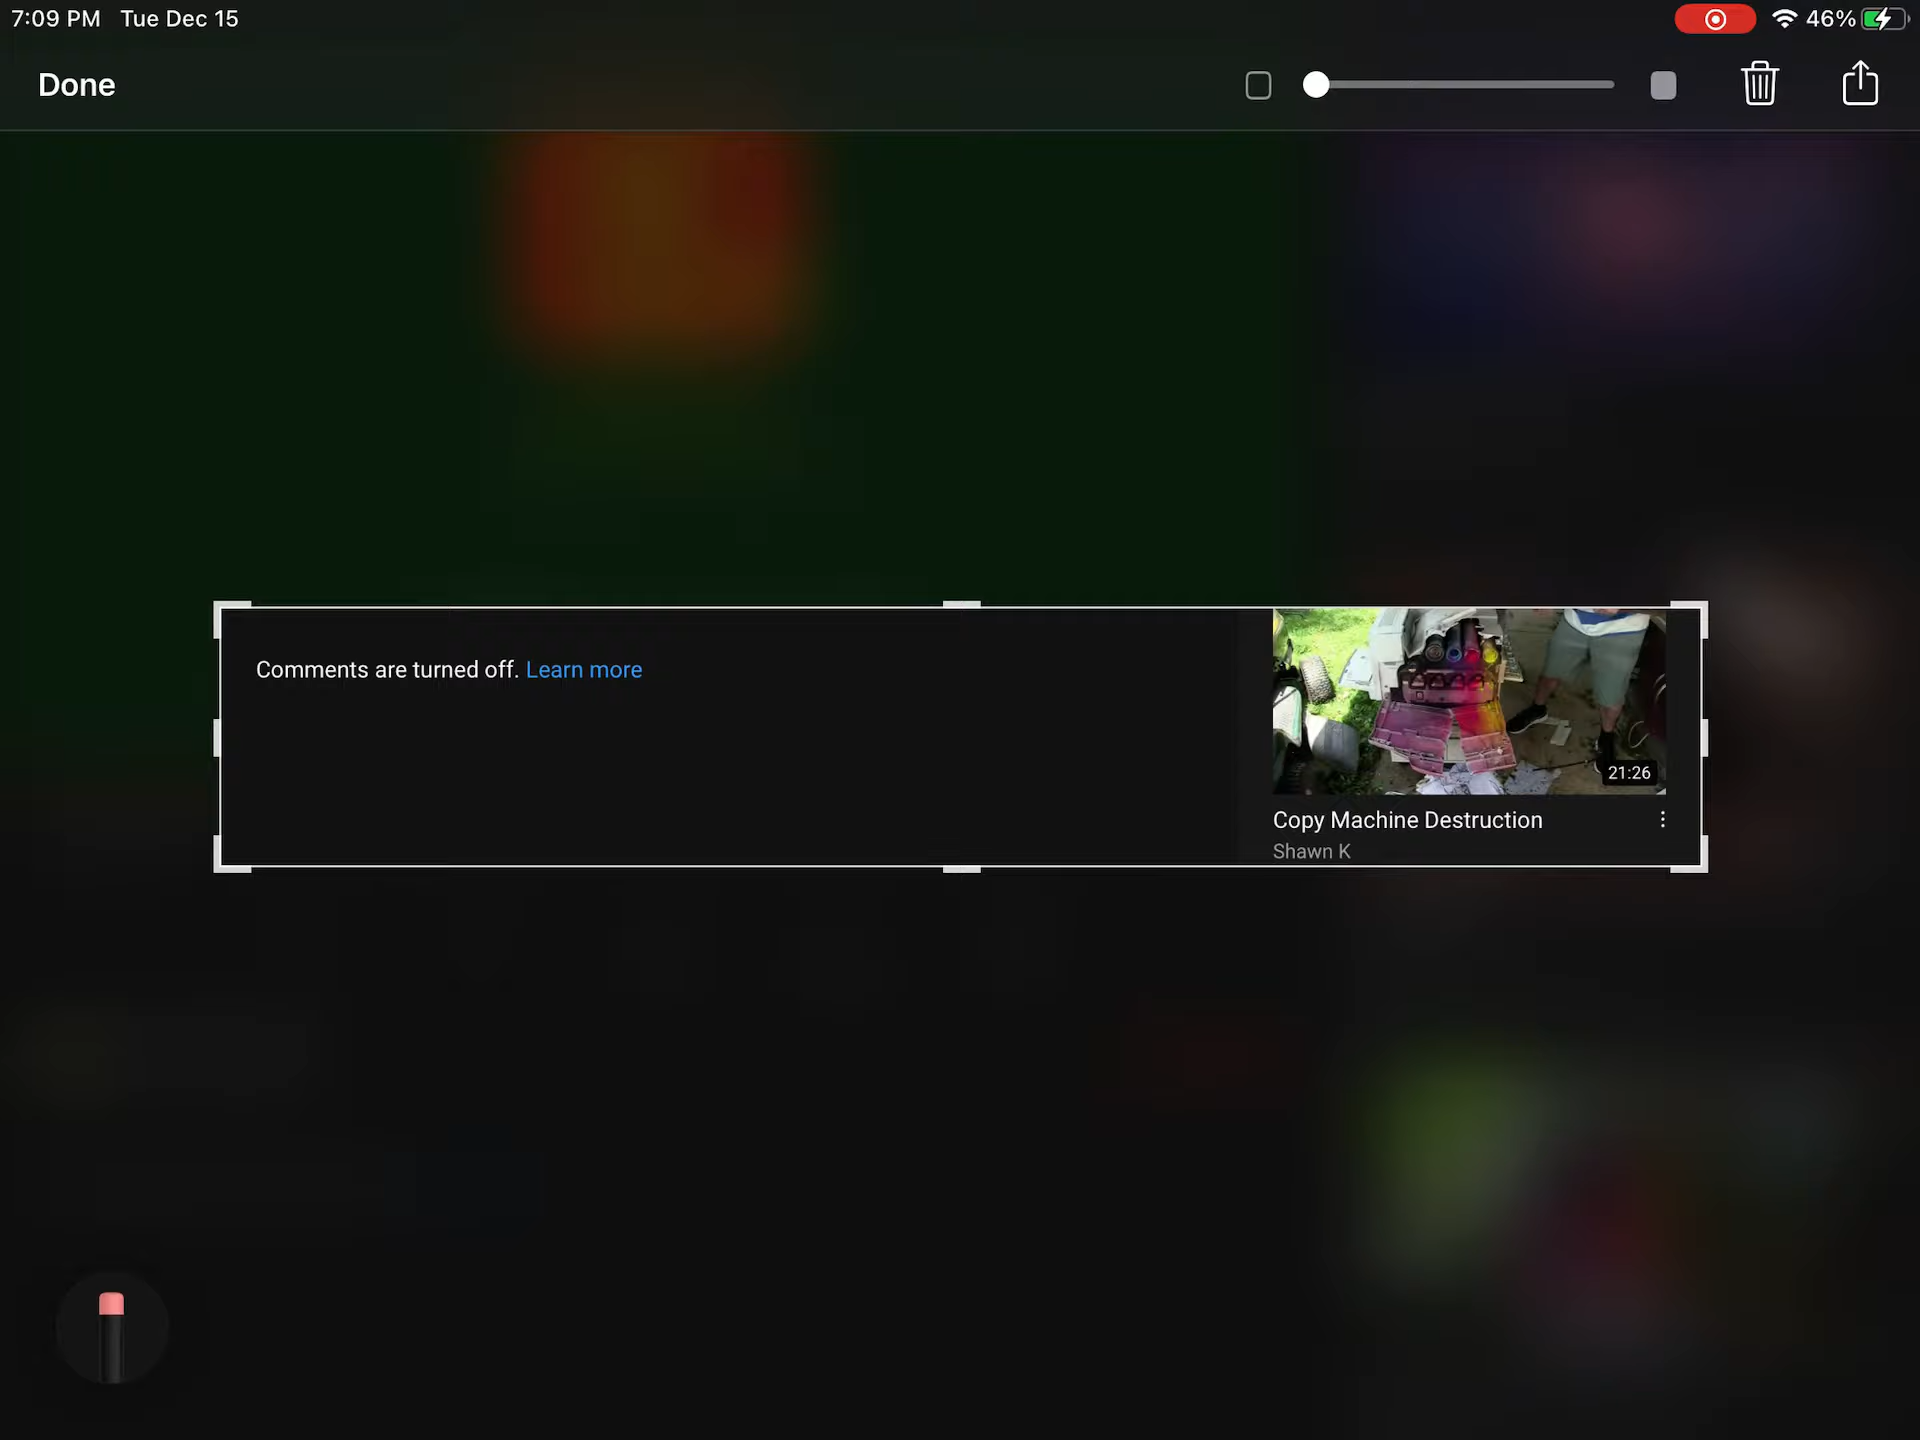 7:09 PM Tue Dec 15
46%
Done
Comments are turned off. Learn more
21:26
Copy Machine Destruction
Shawn K